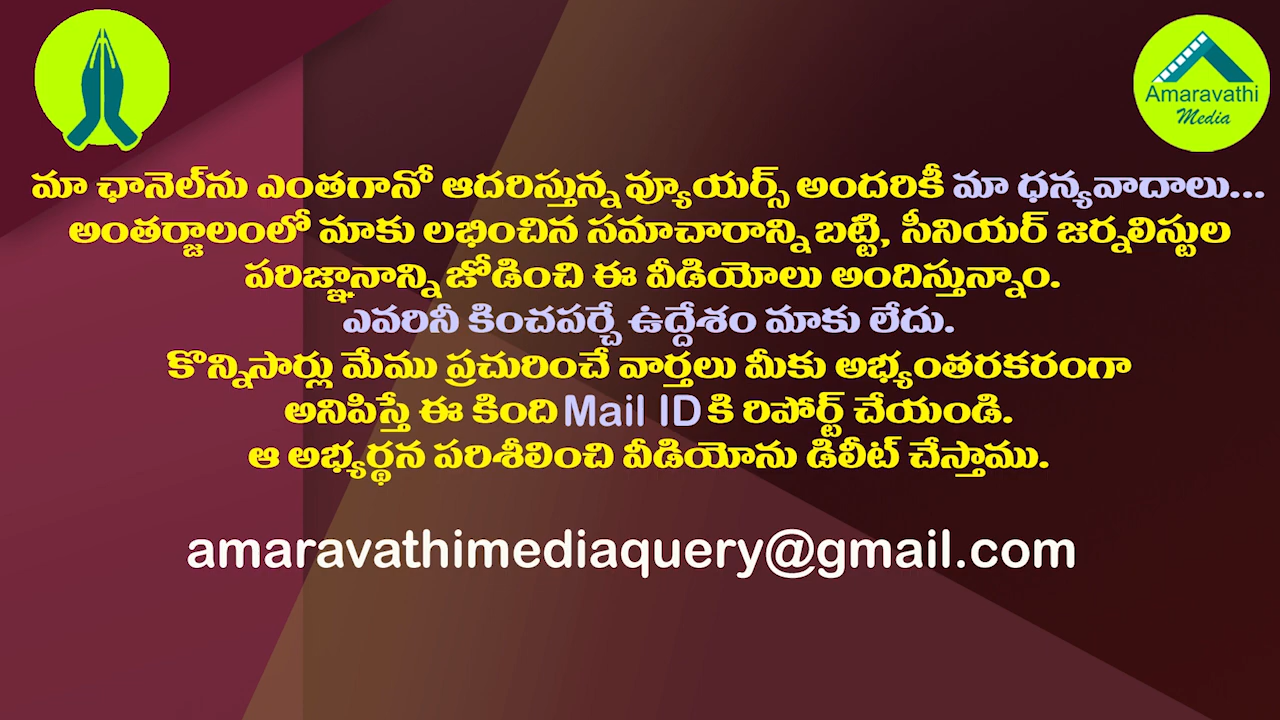 Amaravathi
Media
మా ఛానెల్‌ను ఎంతగానో ఆదరిస్తున్న వ్యూయర్స్ అందరికీ మా ధన్యవాదాలు...
అంతర్జాలంలో మాకు లభించిన సమాచారాన్ని బట్టి, సీనియర్ జర్నలిస్టుల
పరిజ్ఞానాన్ని జోడించి ఈ వీడియోలు అందిస్తున్నాం.
ఎవరినీ కించపర్చే ఉద్దేశం మాకు లేదు.
కొన్నిసార్లు మేము ప్రచురించే వార్తలు మీకు అభ్యంతరకరంగా
అనిపిస్తే ఈ కింది Mail ID కి రిపోర్ట్ చేయండి.
ఆ అభ్యర్థన పరిశీలించి వీడియోను డిలీట్ చేస్తాము.
amaravathimediaquery@gmail.com